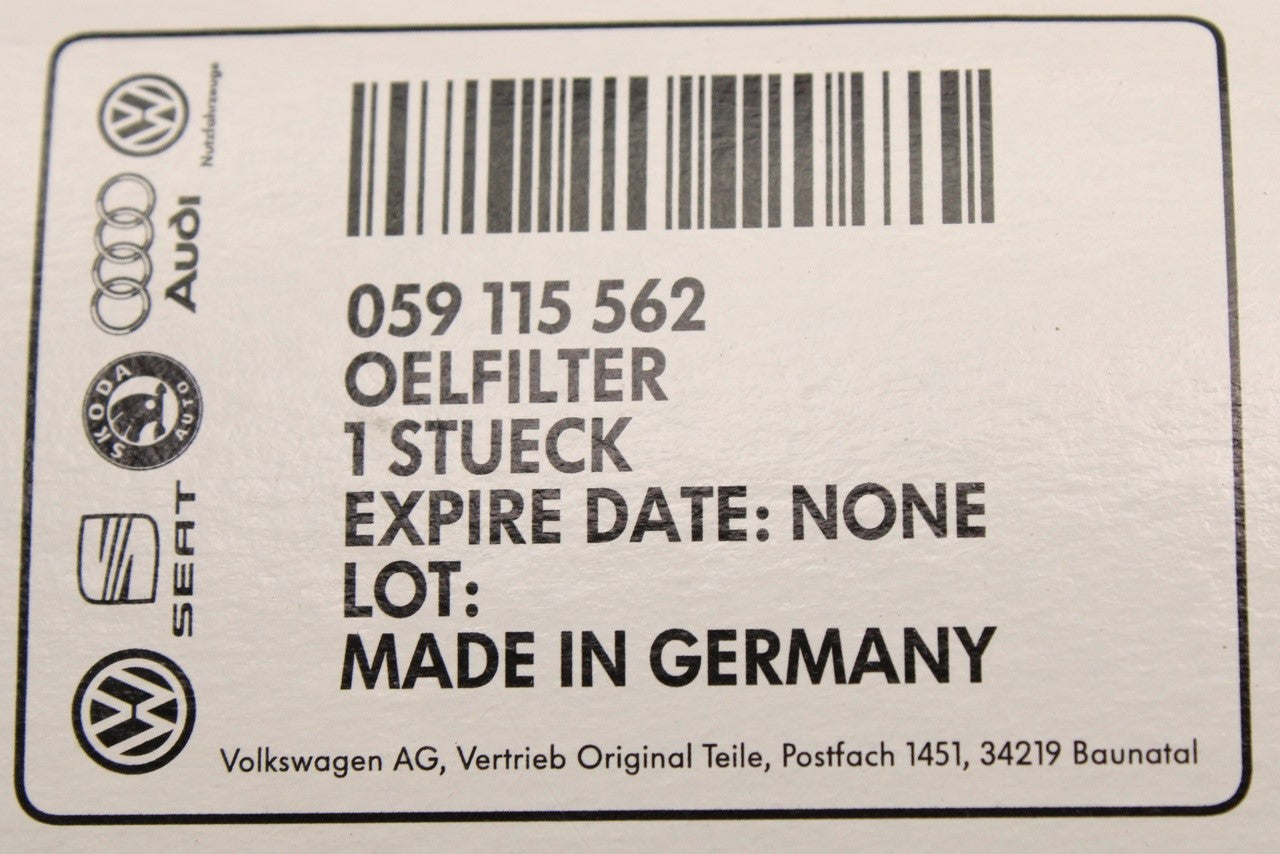 059 115 562
OELFILTER
1 STUECK
EXPIRE DATE: NONE
LOT:
MADE IN GERMANY
Volkswagen AG, Vertrieb Original Teile, Postfach 1451, 34219 Baunatal
Nutzfahrzeuge
Audi
SKODA
AUTO
SEAT